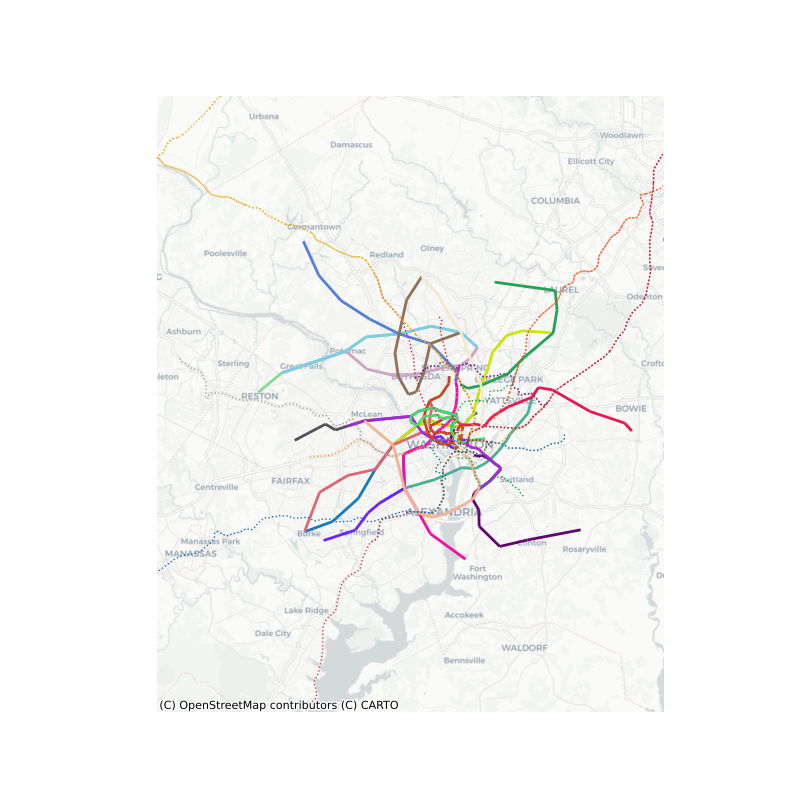 Urbana
Woodlawn
Damascus
Ellicott City
COLUMBIA
Germantown
Olney
Poolesville
Redland
LAUREL
Odenton
Ashburn
Potomac
Sterling
Great Falls
BETHESDA
COLLEGE PARK
RESTON
HYATTSVILLE
BOWIE
McLean
WASHINGTON
FAIRFAX
Suitland
Centreville
ALEXANDRIA
Burke
Springfield
Manassas Park
Clinton
MANASSAS
Rosaryville
Fort
Washington
Lake Ridge
Accokeek
Dale City
WALDORF
Bennsville
(C) OpenStreetMap contributors (C) CARTO